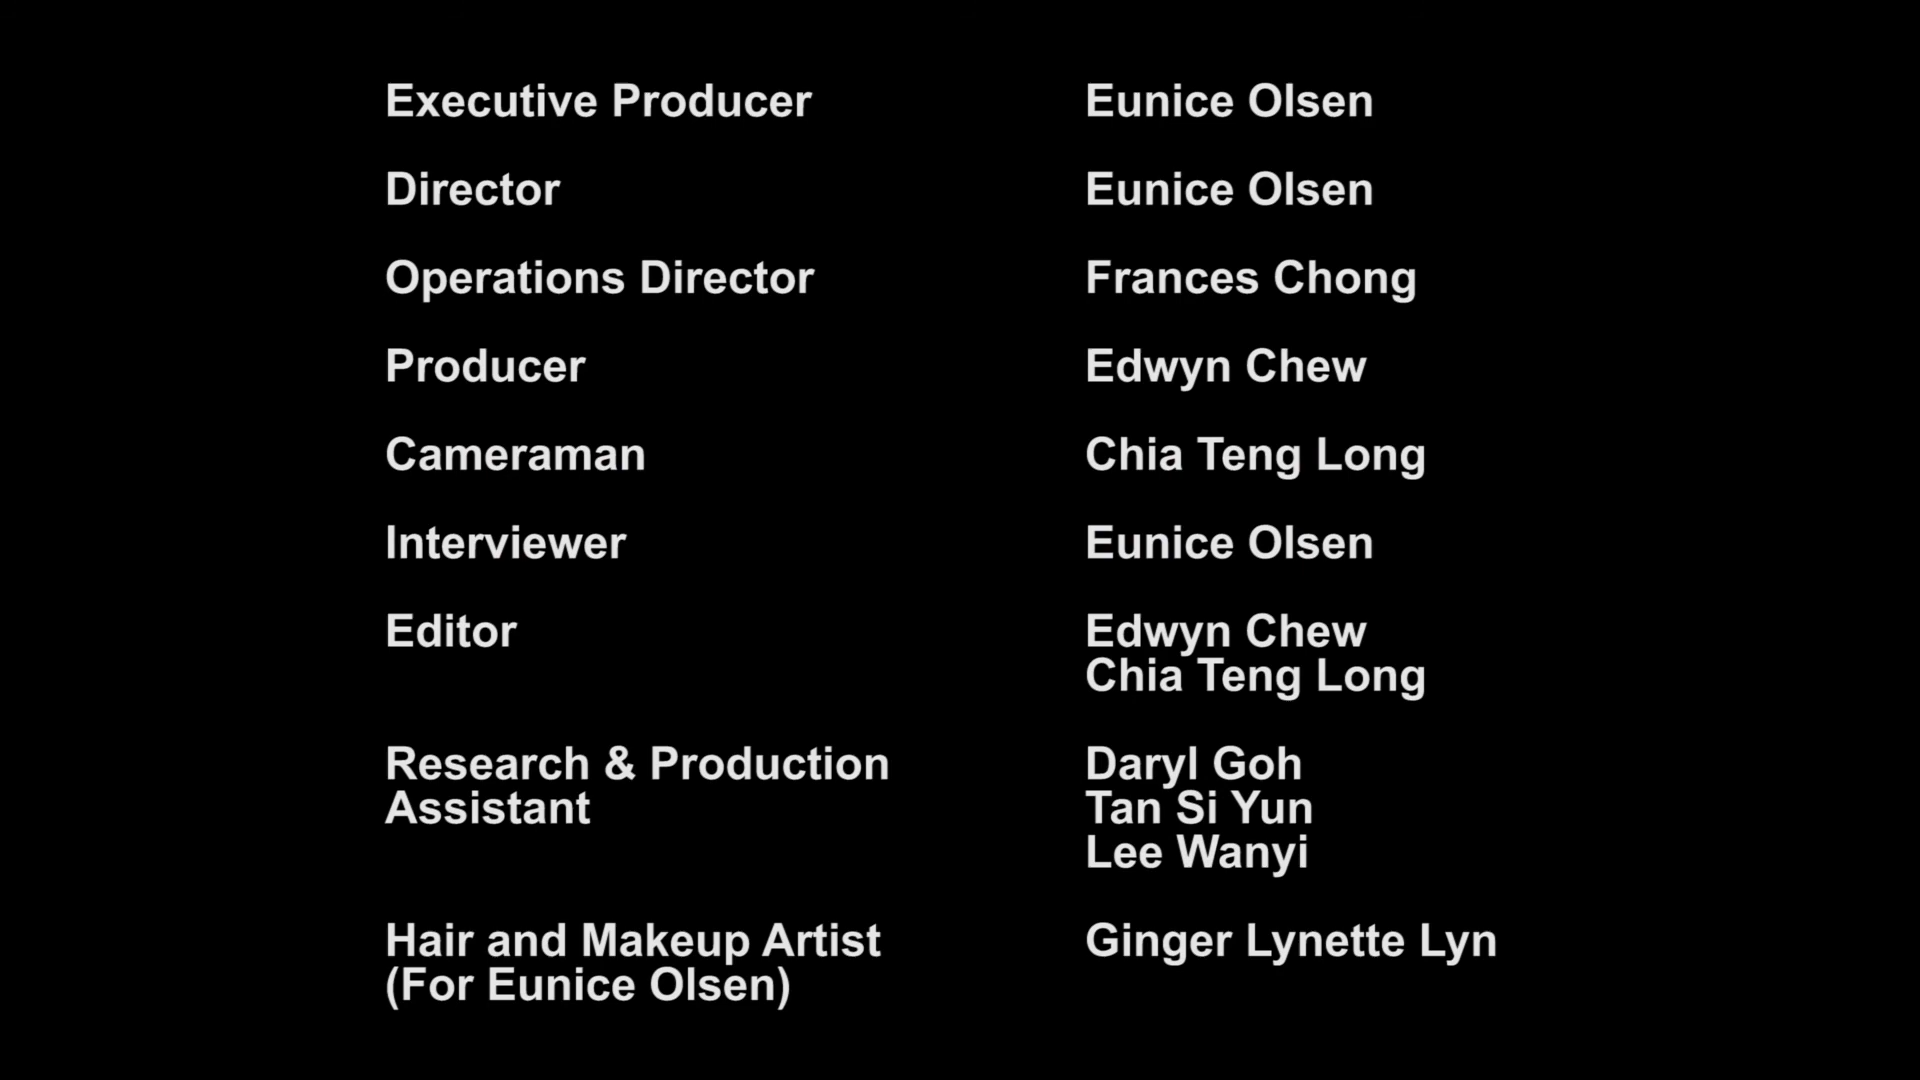 Executive Producer Eunice Olsen
Director Eunice Olsen
Operations Director Frances Chong
Producer Edwyn Chew
Cameraman Chia Teng Long
Interviewer Eunice Olsen
Editor Edwyn Chew
Chia Teng Long
Research & Production Daryl Goh
Assistant Tan Si Yun
Lee Wanyi
Hair and Makeup Artist Ginger Lynette Lyn
(For Eunice Olsen)